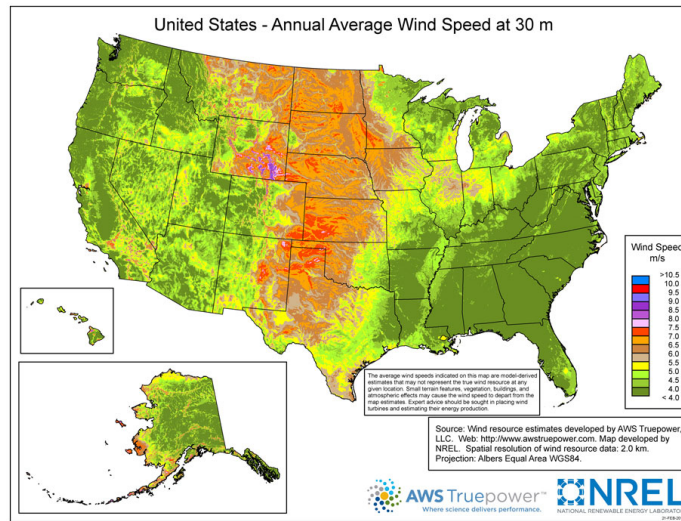 United States - Annual Average Wind Speed at 30 m
Wind Speed
m/s
>10.5
10.0
9.5
9.0
8.5
8.0
7.5
7.0
6.5
6.0
5.5
5.0
4.5
4.0
< 4.0
The average wind speeds indicated on this map are model-derived
estimates that may not represent the true wind resource at any
given location. Small terrain features, vegetation, buildings, and
atmospheric effects may cause the wind speed to depart from the
map estimates. Expert advice should be sought in placing wind
turbines and estimating their energy production.
Source: Wind resource estimates developed by AWS Truepower,
LLC. Web: http://www.awstruepower.com. Map developed by
NREL. Spatial resolution of wind resource data: 2.0 km.
Projection: Albers Equal Area WGS84.
AWS Truepower™
Where science delivers performance.
NREL
NATIONAL RENEWABLE ENERGY LABORATOR